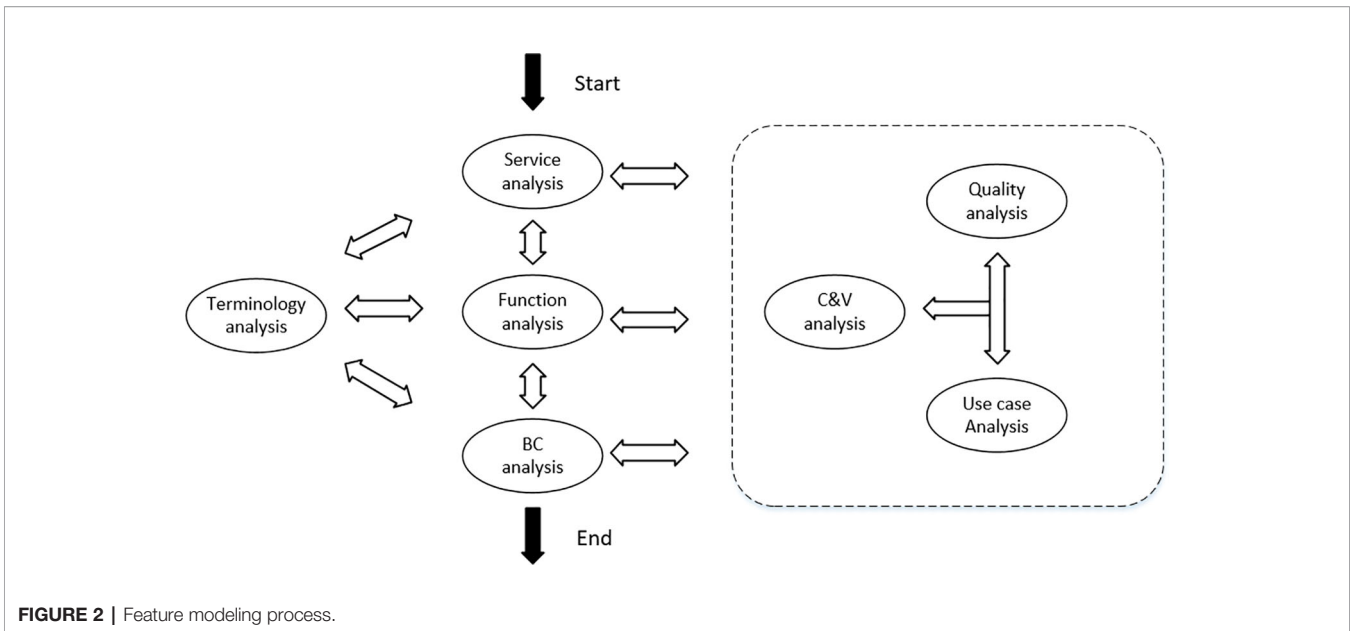 Start
Service
analysis
Quality
analysis
Terminology
analysis
Function
analysis
C&V
analysis
Use case
Analysis
BC
analysis
End
FIGURE 2 | Feature modeling process.